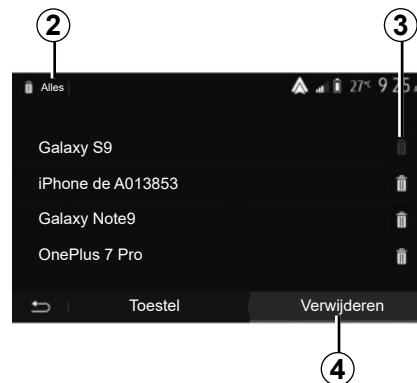 2 3
Alles 27°C 9 25
Galaxy S9
iPhone de A013853
Galaxy Note9
OnePlus 7 Pro
Toestel Verwijderen
4